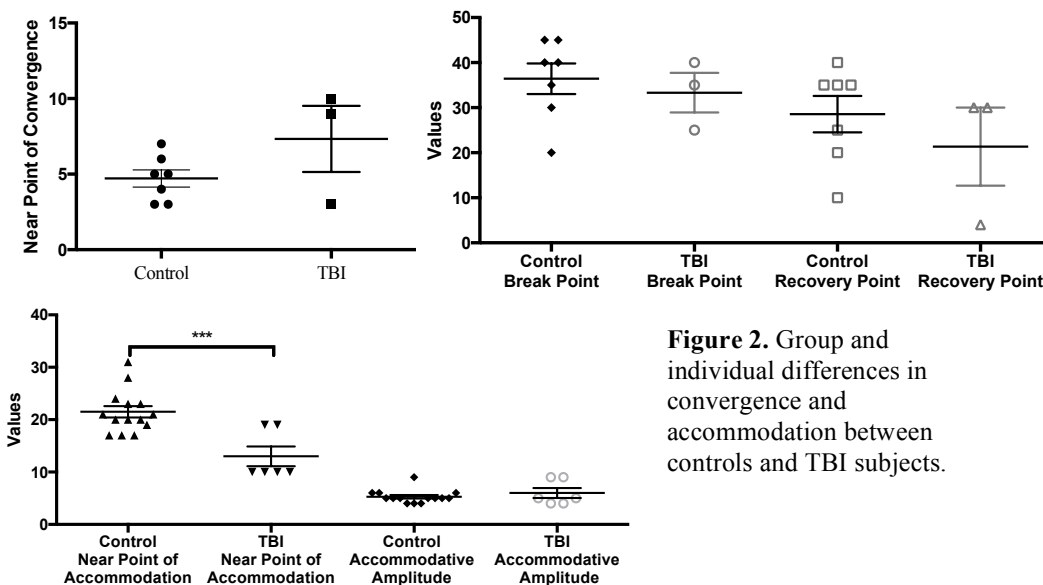 Near Point of Convergence
15
10
5
0
Control
TBI
Values
50
40
30
20
10
0
Control
Break Point
TBI
Break Point
Control
Recovery Point
TBI
Recovery Point
Values
40
30
20
10
0
***
Control
Near Point of
Accommodation
TBI
Near Point of
Accommodation
Control
Accommodative
Amplitude
TBI
Accommodative
Amplitude
Figure 2. Group and
individual differences in
convergence and
accommodation between
controls and TBI subjects.